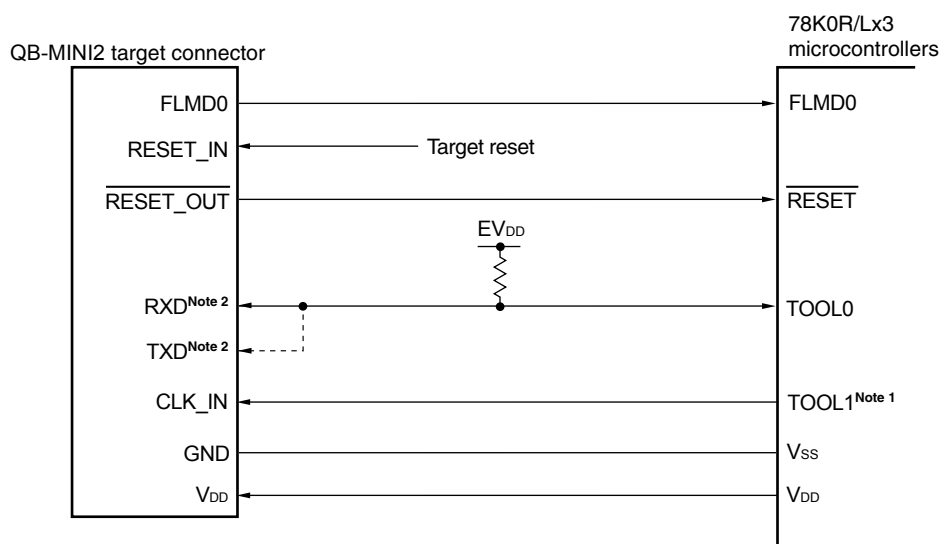 78K0R/Lx3
microcontrollers
QB-MINI2 target connector
FLMD0
FLMD0
RESET_IN
Target reset
RESET_OUT
RESET
EVDD
RXDNote 2
TOOL0
TXDNote 2
CLK_IN
TOOL1Note 1
GND
Vss
VDD
VDD